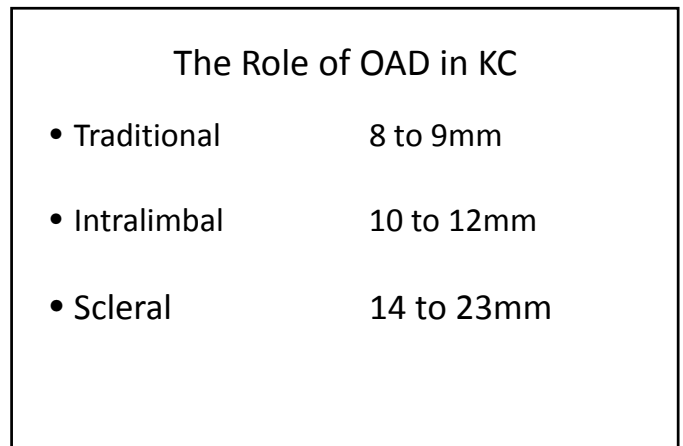 The Role of OAD in KC
• Traditional 8 to 9mm
• Intralimbal 10 to 12mm
• Scleral 14 to 23mm